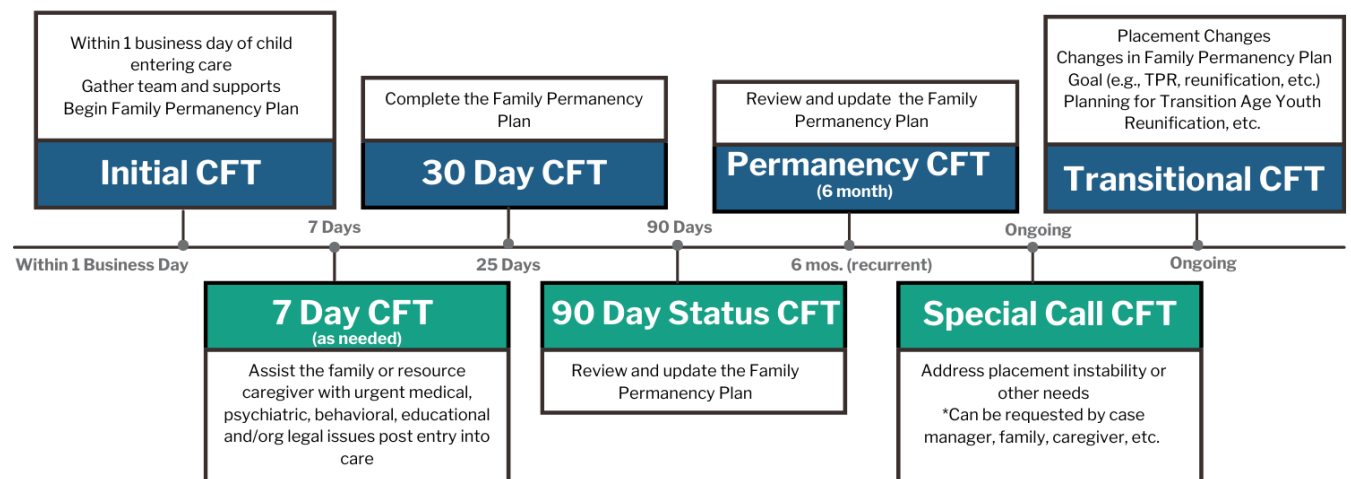 Within 1 business day of child
entering care
Gather team and supports
Begin Family Permanency Plan
Initial CFT
Complete the Family Permanency
Plan
30 Day CFT
Review and update the Family
Permanency Plan
Permanency CFT
(6 month)
Placement Changes
Changes in Family Permanency Plan
Goal (e.g., TPR, reunification, etc.)
Planning for Transition Age Youth
Reunification, etc.
Transitional CFT
7 Days
90 Days
Ongoing
Within 1 Business Day
25 Days
6 mos. (recurrent)
Ongoing
7 Day CFT
(as needed)
Assist the family or resource
caregiver with urgent medical,
psychiatric, behavioral, educational
and/org legal issues post entry into
care
90 Day Status CFT
Review and update the Family
Permanency Plan
Special Call CFT
Address placement instability or
other needs
*Can be requested by case
manager, family, caregiver, etc.